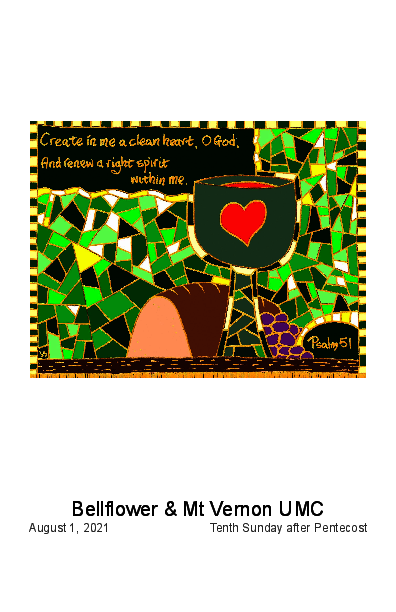 Create in me a clean heart, O God,
And renew a right spirit
within me.
Psalm 51
Bellflower & Mt Vernon UMC
August 1, 2021 Tenth Sunday after Pentecost